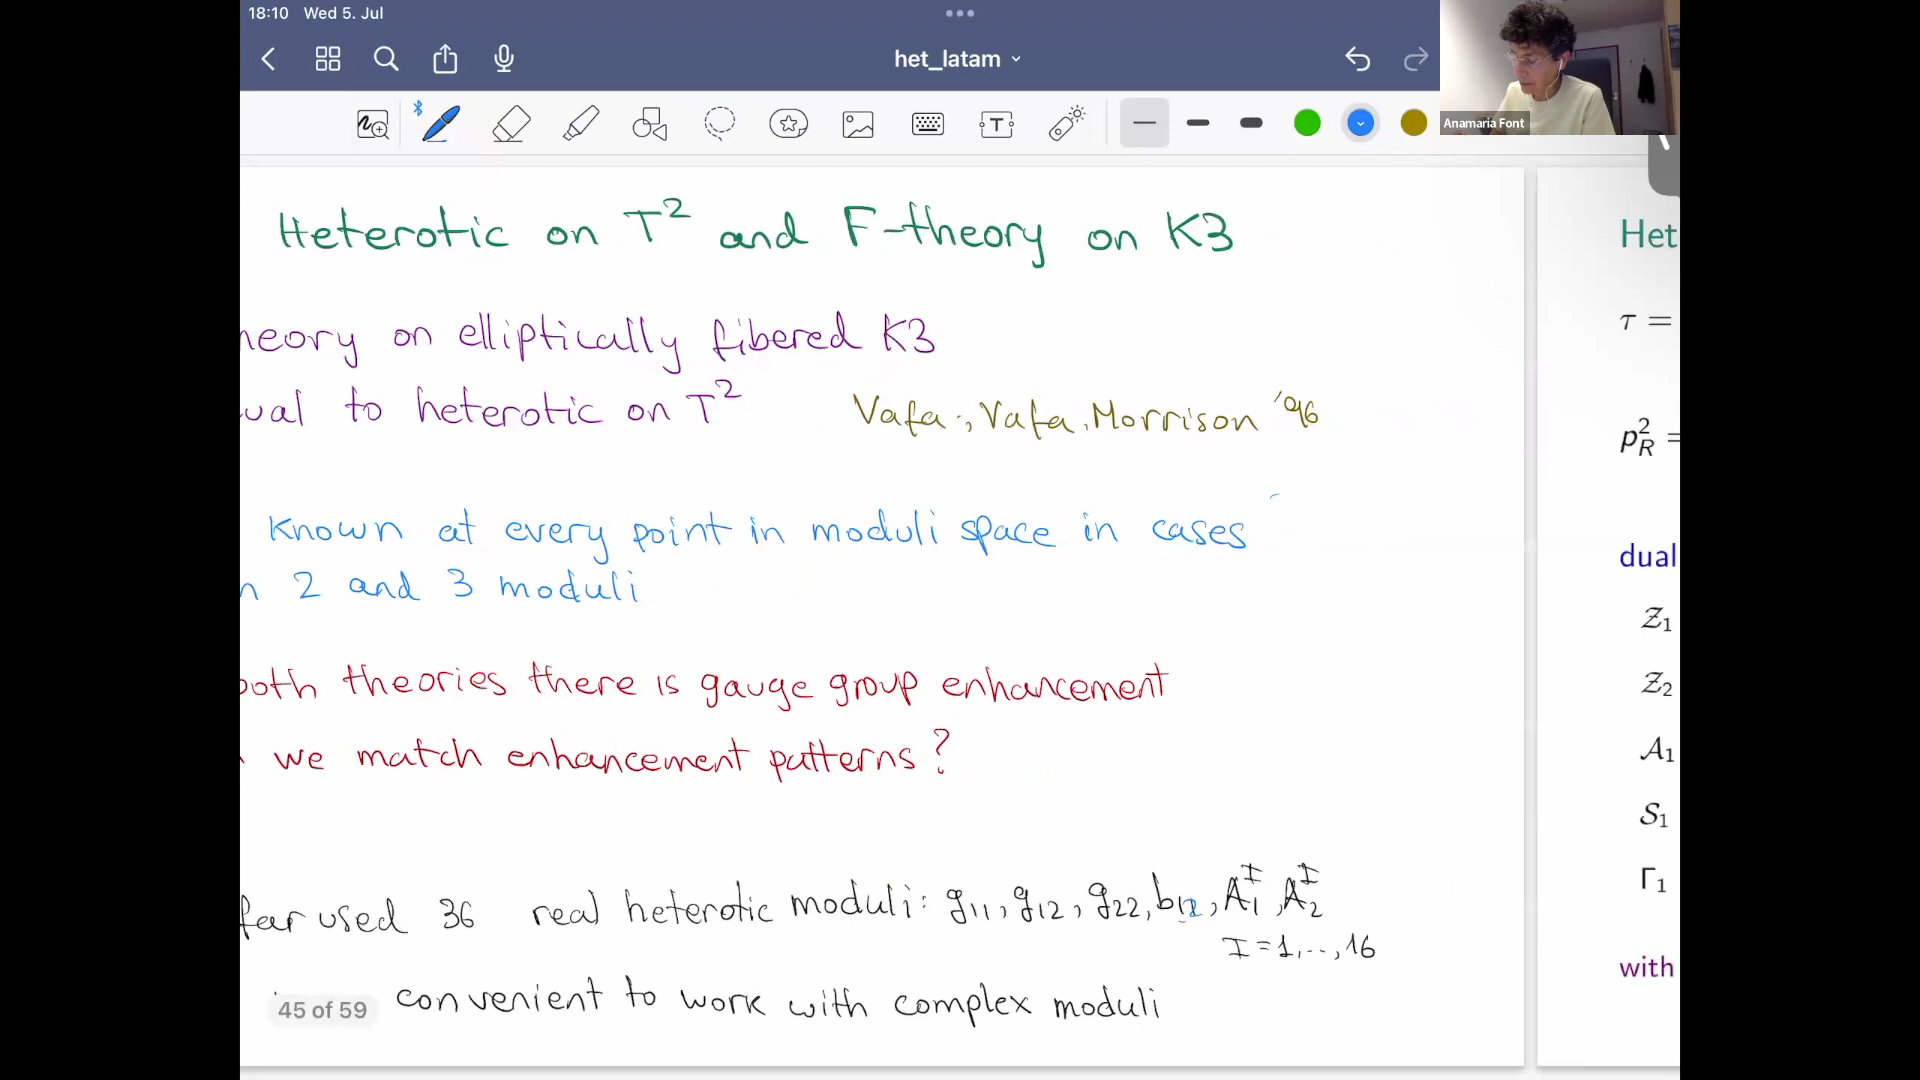 18:10 Wed 5. Jul
het_latam
Anamaria Font
Heterotic on T² and F-theory on K3
heory on elliptically fibered K3
ual to heterotic on T² Vafa; Vafa, Morrison '96
known at every point in moduli space in cases
n 2 and 3 moduli
both theories there is gauge group enhancement
we match enhancement patterns?
far used 36 real heterotic moduli: g₁₁, g₁₂, g₂₂, b₁₂, A₁ᴵ, A₂ᴵ
I = 1, ..., 16
convenient to work with complex moduli
45 of 59
Het
τ =
p_R² =
dual
𝒵₁
𝒵₂
𝒜₁
𝒮₁
Γ₁
with